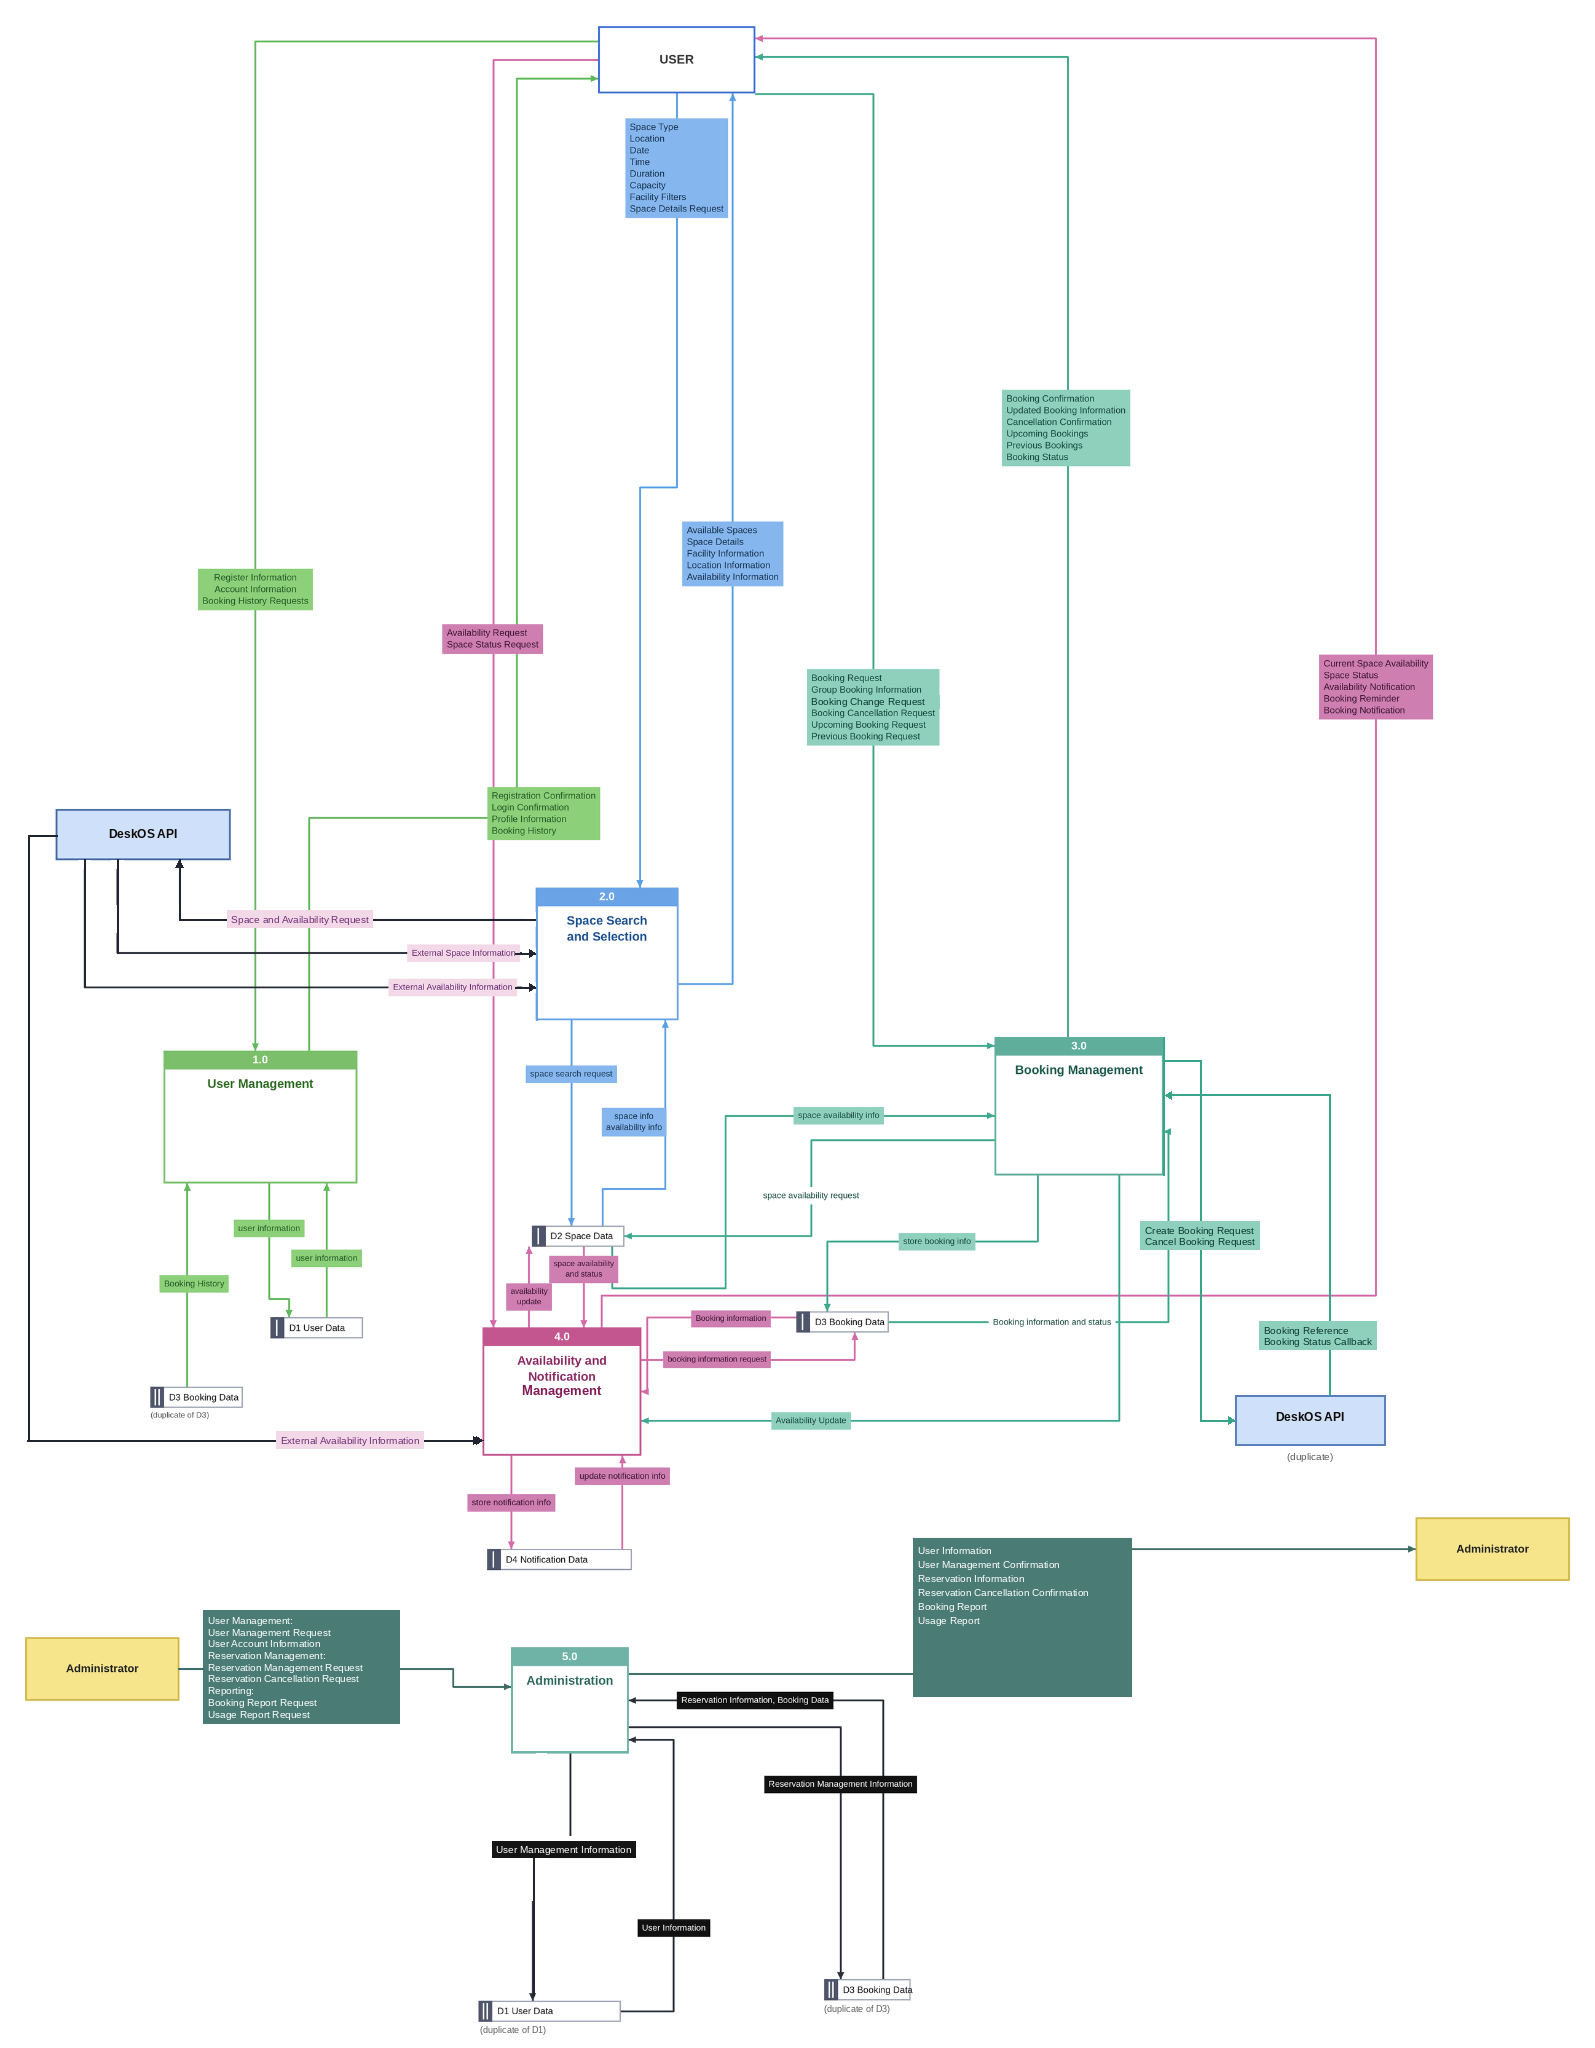 USER
Space Type
Location
Date
Time
Duration
Capacity
Facility Filters
Space Details Request
Booking Confirmation
Updated Booking Information
Cancellation Confirmation
Upcoming Bookings
Previous Bookings
Booking Status
Available Spaces
Space Details
Facility Information
Location Information
Availability Information
Register Information
Account Information
Booking History Requests
Availability Request
Space Status Request
Current Space Availability
Space Status
Availability Notification
Booking Reminder
Booking Notification
Booking Request
Group Booking Information
Booking Change Request
Booking Cancellation Request
Upcoming Booking Request
Previous Booking Request
Registration Confirmation
Login Confirmation
Profile Information
Booking History
DeskOS API
2.0
Space Search
and Selection
Space and Availability Request
External Space Information
External Availability Information
1.0
User Management
3.0
Booking Management
space search request
space info
availability info
space availability info
space availability request
user information
user information
Booking History
D2 Space Data
store booking info
Create Booking Request
Cancel Booking Request
space availability
and status
availability
update
D1 User Data
Booking information
D3 Booking Data
Booking information and status
Booking Reference
Booking Status Callback
4.0
Availability and
Notification
Management
booking information request
D3 Booking Data
(duplicate of D3)
Availability Update
DeskOS API
(duplicate)
External Availability Information
update notification info
store notification info
D4 Notification Data
User Information
User Management Confirmation
Reservation Information
Reservation Cancellation Confirmation
Booking Report
Usage Report
Administrator
Administrator
User Management:
User Management Request
User Account Information
Reservation Management:
Reservation Management Request
Reservation Cancellation Request
Reporting:
Booking Report Request
Usage Report Request
5.0
Administration
Reservation Information, Booking Data
Reservation Management Information
User Management Information
User Information
D3 Booking Data
(duplicate of D3)
D1 User Data
(duplicate of D1)